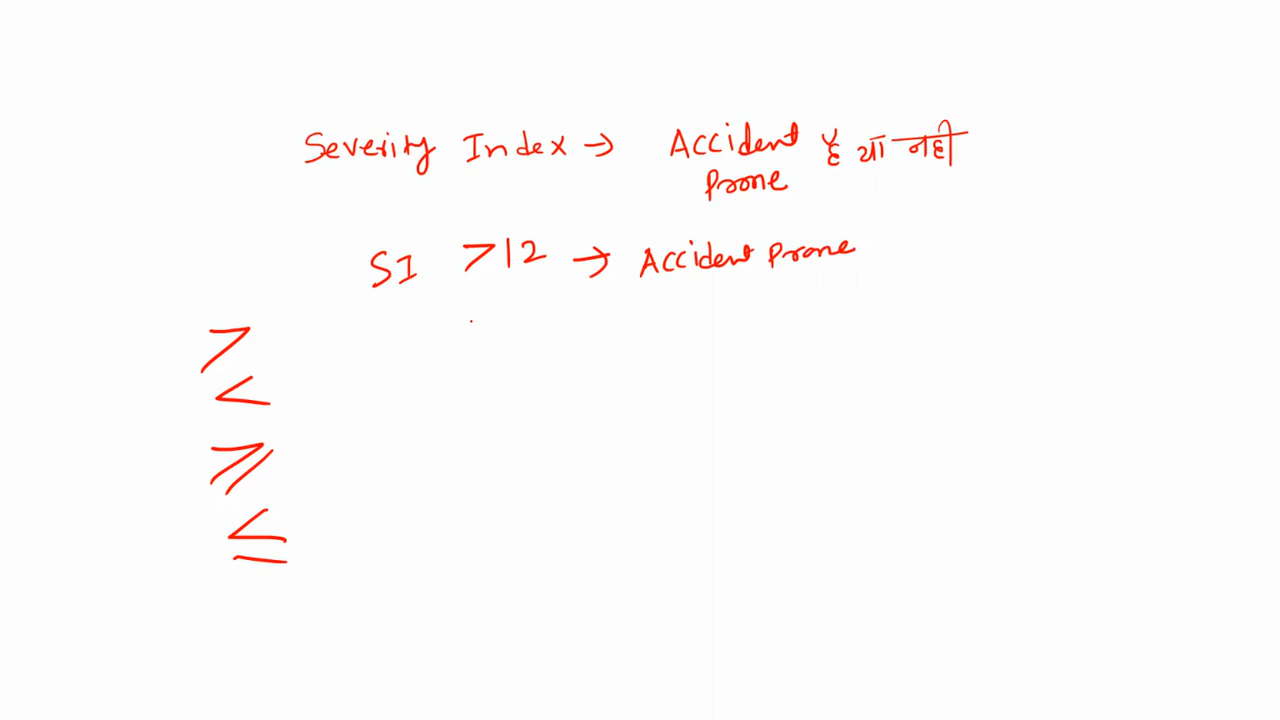 Severity Index → Accident है या नही
Prone
SI >12 → Accident Prone
>
<
≥
≤